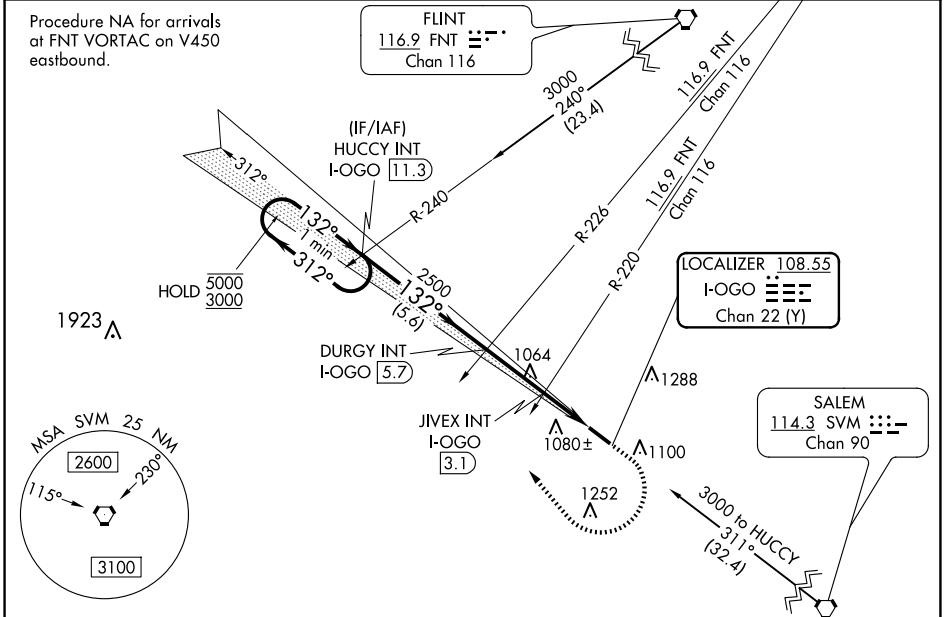 Procedure NA for arrivals
at FNT VORTAC on V450
eastbound.
FLINT
116.9 FNT
Chan 116
3000
240°
(23.4)
116.9 FNT
Chan 116
116.9 FNT
Chan 116
(IF/IAF)
HUCCY INT
I-OGO 11.3
R-240
R-226
R-220
312°
132°
1 min
312°
HOLD 5000
3000
2500
132°
(5.6)
LOCALIZER 108.55
I-OGO
Chan 22 (Y)
1923
DURGY INT
I-OGO 5.7
1064
1288
JIVEX INT
I-OGO
3.1
1080±
1100
SALEM
114.3 SVM
Chan 90
MSA SVM 25 NM
2600
115°
230°
3100
1252
3000 to HUCCY
311°
(32.4)